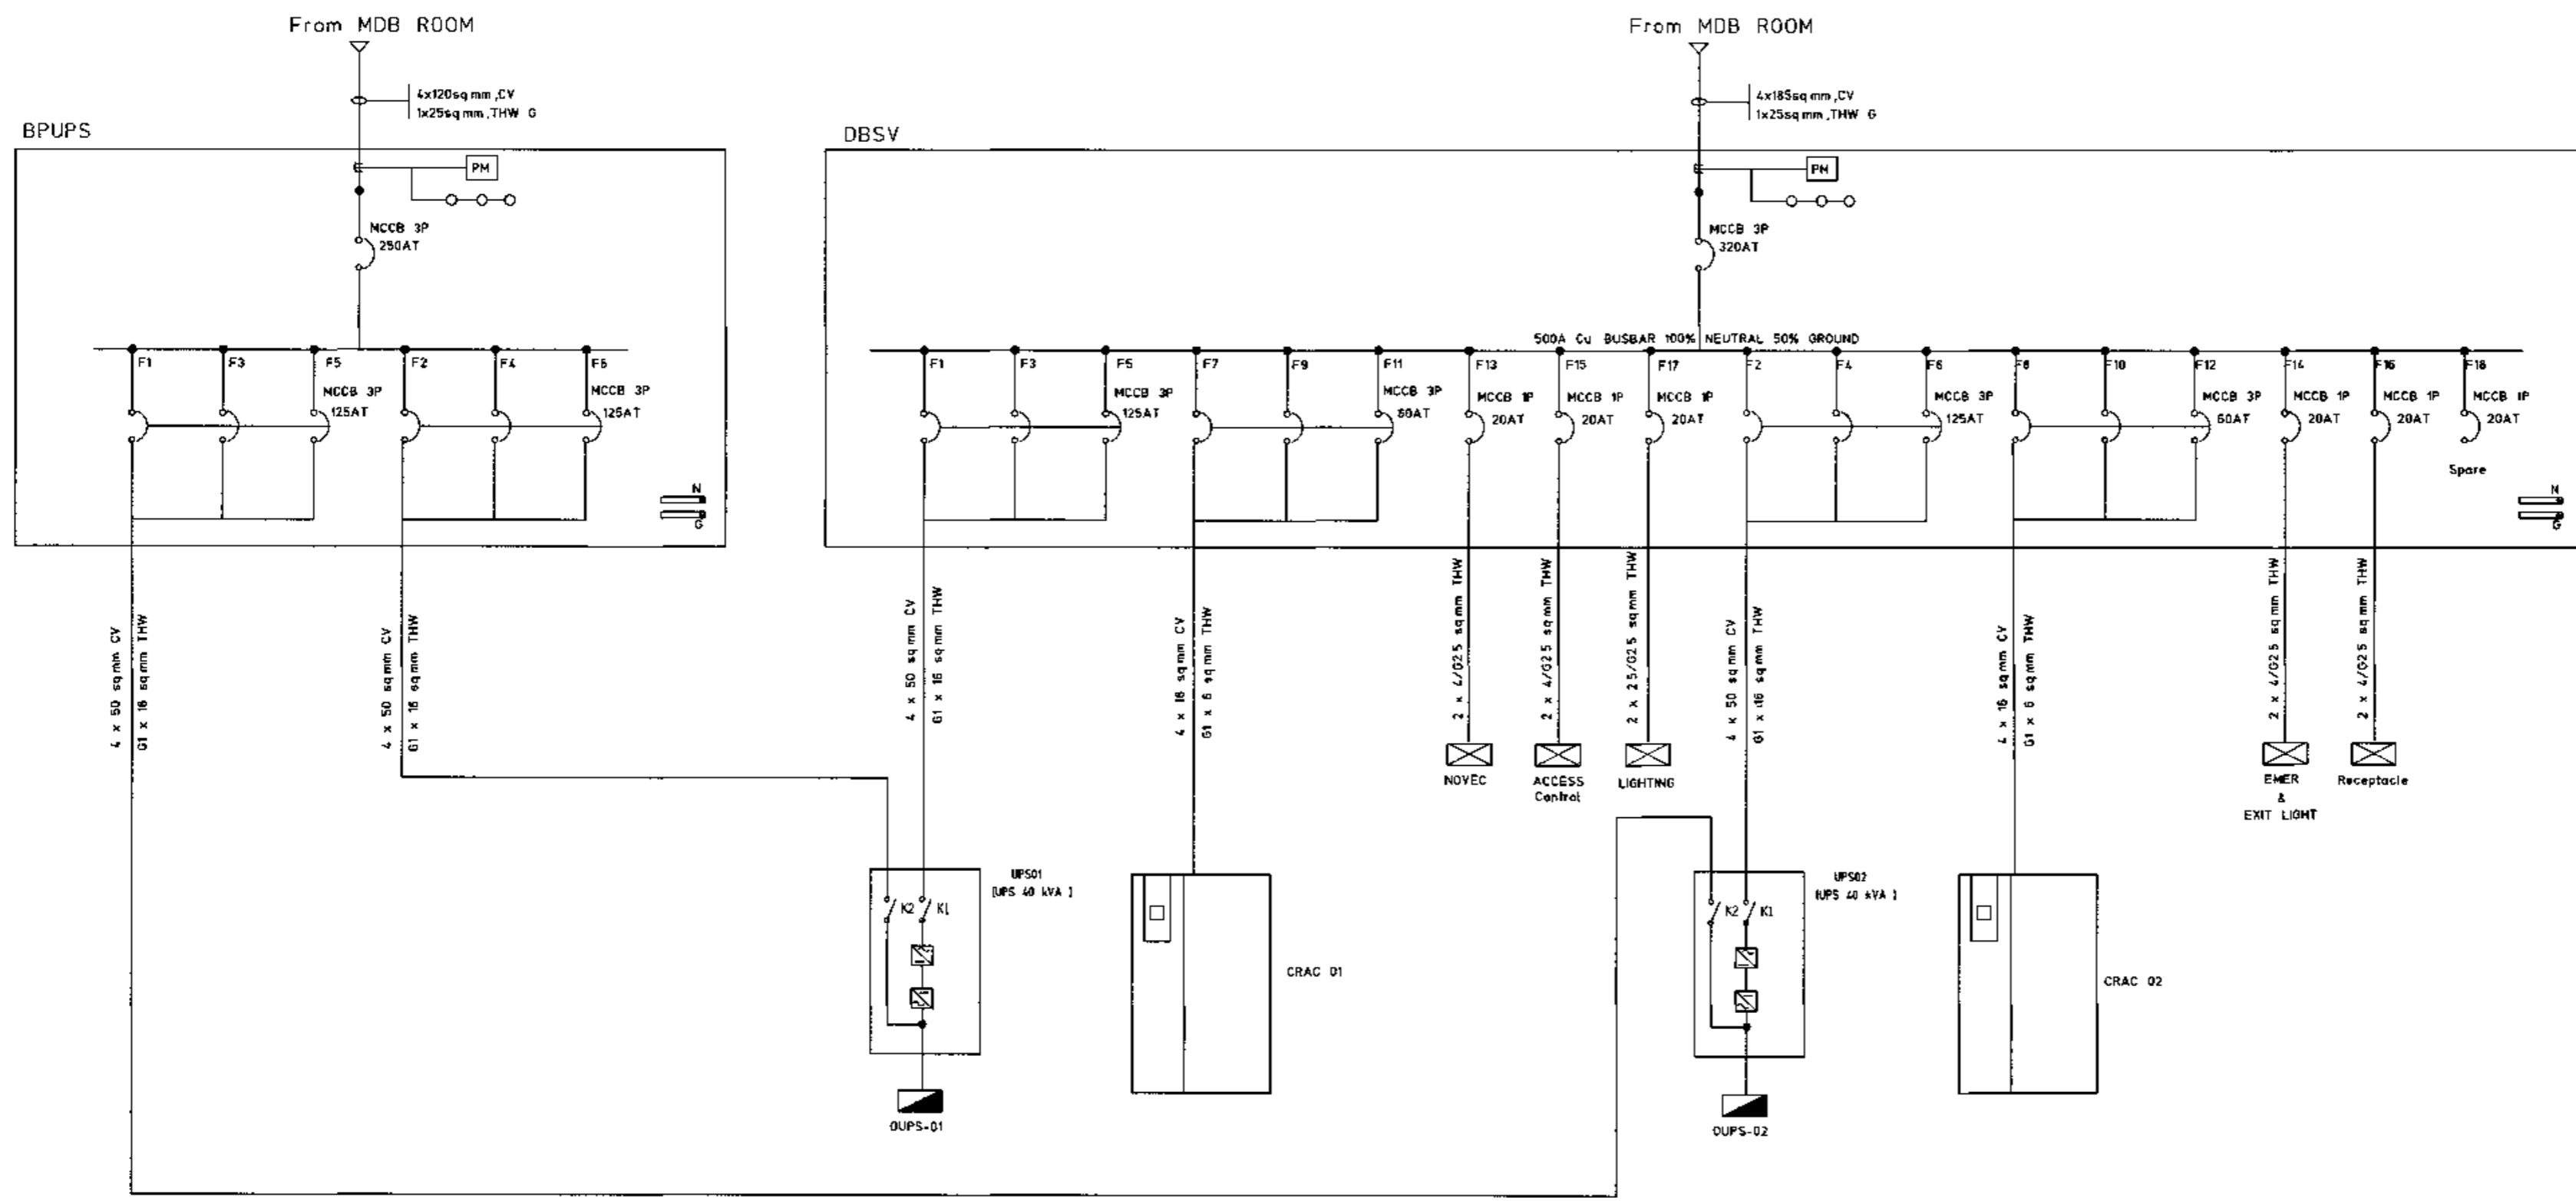 From MDB ROOM
4x120sq mm ,CV
1x25sq mm ,THW G
BPUPS
PM
MCCB 3P
250AT
F1
F3
F5
F2
F4
F6
MCCB 3P
125AT
MCCB 3P
125AT
N
G
4 x 50 sq mm CV
G1 x 16 sq mm THW
4 x 50 sq mm CV
G1 x 16 sq mm THW
From MDB ROOM
4x185sq mm ,CV
1x25sq mm ,THW G
DBSV
PM
MCCB 3P
320AT
500A Cu BUSBAR 100% NEUTRAL 50% GROUND
F1
F3
F5
F7
F9
F11
F13
F15
F17
F2
F4
F6
F8
F10
F12
F14
F16
F18
MCCB 3P
125AT
MCCB 3P
60AT
MCCB 1P
20AT
MCCB 1P
20AT
MCCB 1P
20AT
MCCB 3P
125AT
MCCB 3P
60AT
MCCB 1P
20AT
MCCB 1P
20AT
MCCB 1P
20AT
Spare
N
G
4 x 50 sq mm CV
G1 x 16 sq mm THW
4 x 16 sq mm CV
G1 x 6 sq mm THW
2 x 4/G2.5 sq mm THW
2 x 4/G2.5 sq mm THW
2 x 2.5/G2.5 sq mm THW
4 x 50 sq mm CV
G1 x 16 sq mm THW
4 x 16 sq mm CV
G1 x 6 sq mm THW
2 x 4/G2.5 sq mm THW
2 x 4/G2.5 sq mm THW
NOVEC
ACCESS
Control
LIGHTING
EMER
&
EXIT LIGHT
Receptacle
UPS01
[UPS 40 kVA ]
K2
K1
CRAC 01
UPS02
[UPS 40 kVA ]
K2
K1
CRAC 02
OUPS-01
OUPS-02